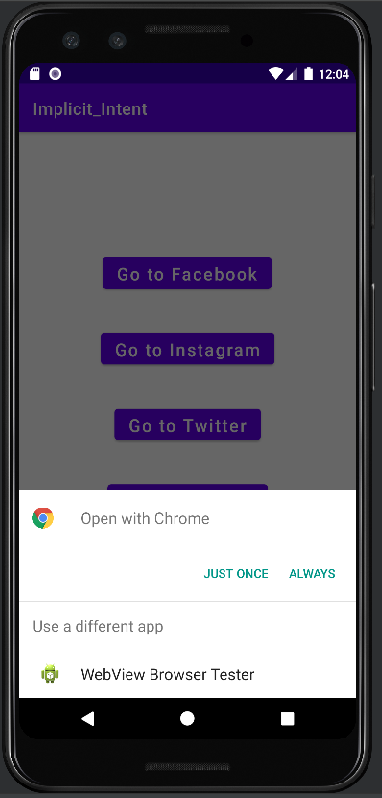 12:04
Implicit_Intent
Go to Facebook
Go to Instagram
Go to Twitter
Open with Chrome
JUST ONCE ALWAYS
Use a different app
WebView Browser Tester